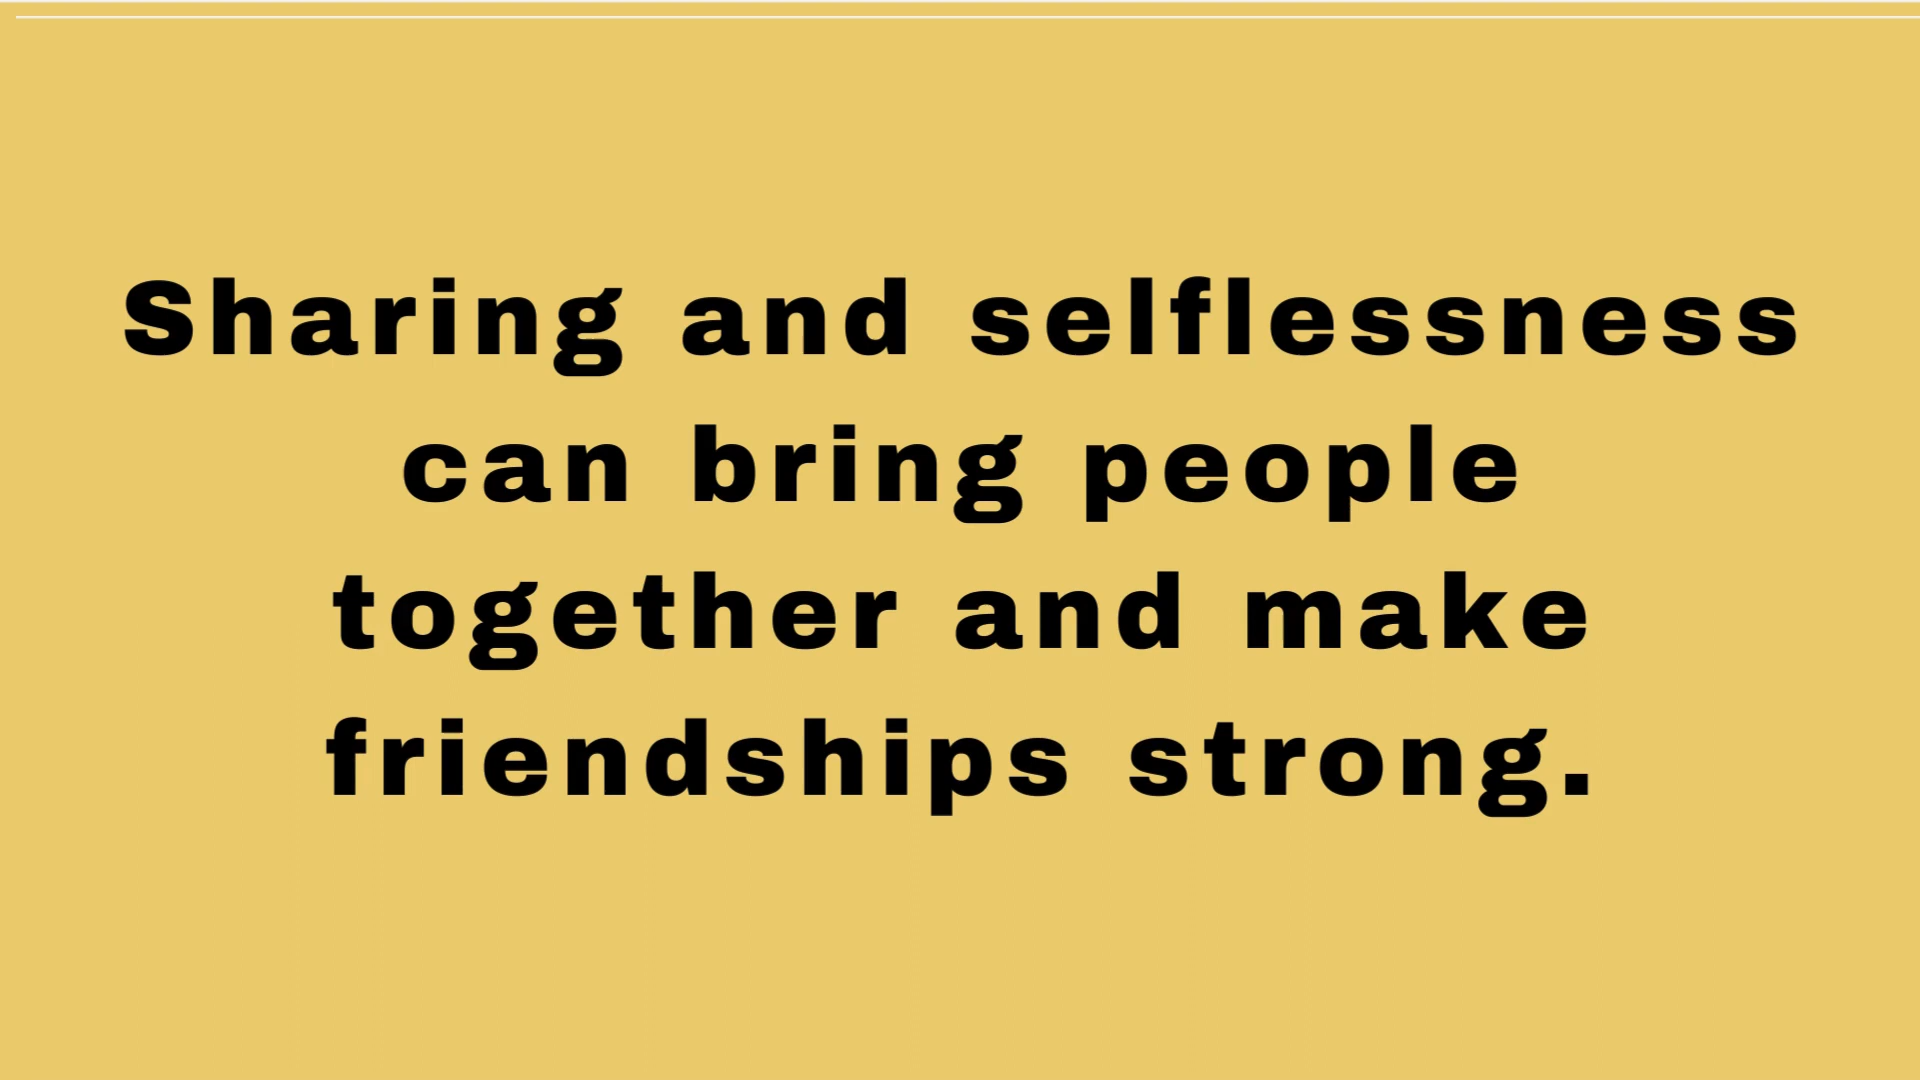 Sharing and selflessness
can bring people
together and make
friendships strong.